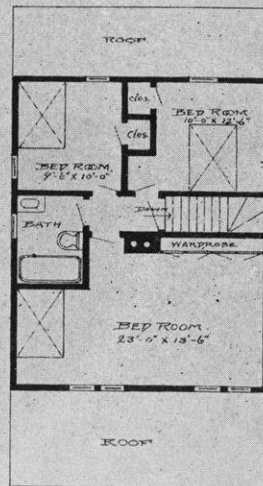 ROOF
Clos.
BED ROOM
10'-0" X 12'-6"
Clos.
BED ROOM
9'-6" X 10'-0"
BATH
DOWN
WARDROBE
BED ROOM
23'-0" X 13'-6"
ROOF